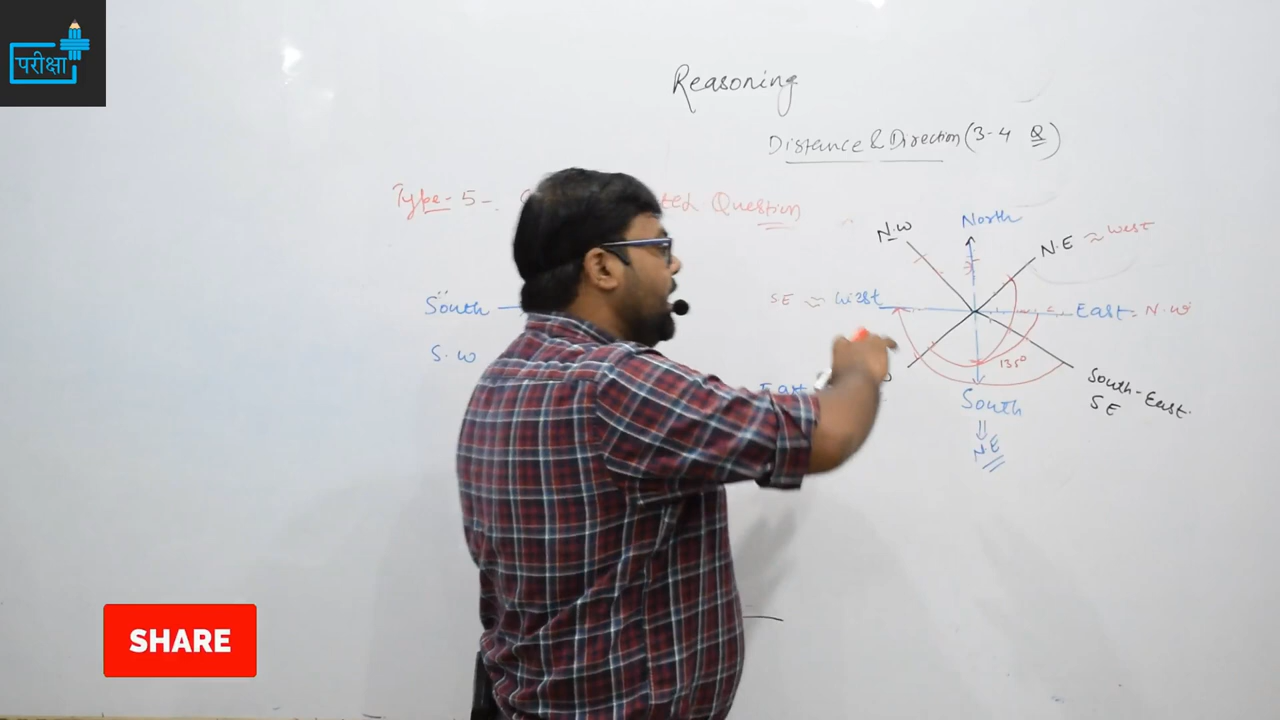 परीक्षा
Reasoning
Distance & Direction (3-4 Q)
Type-5-
Question
North
N.W
N.E ≈ West
SE ≈ West
East - N.W
South
135°
South-East
SE
S.W
East
South
⇓
N.E
SHARE